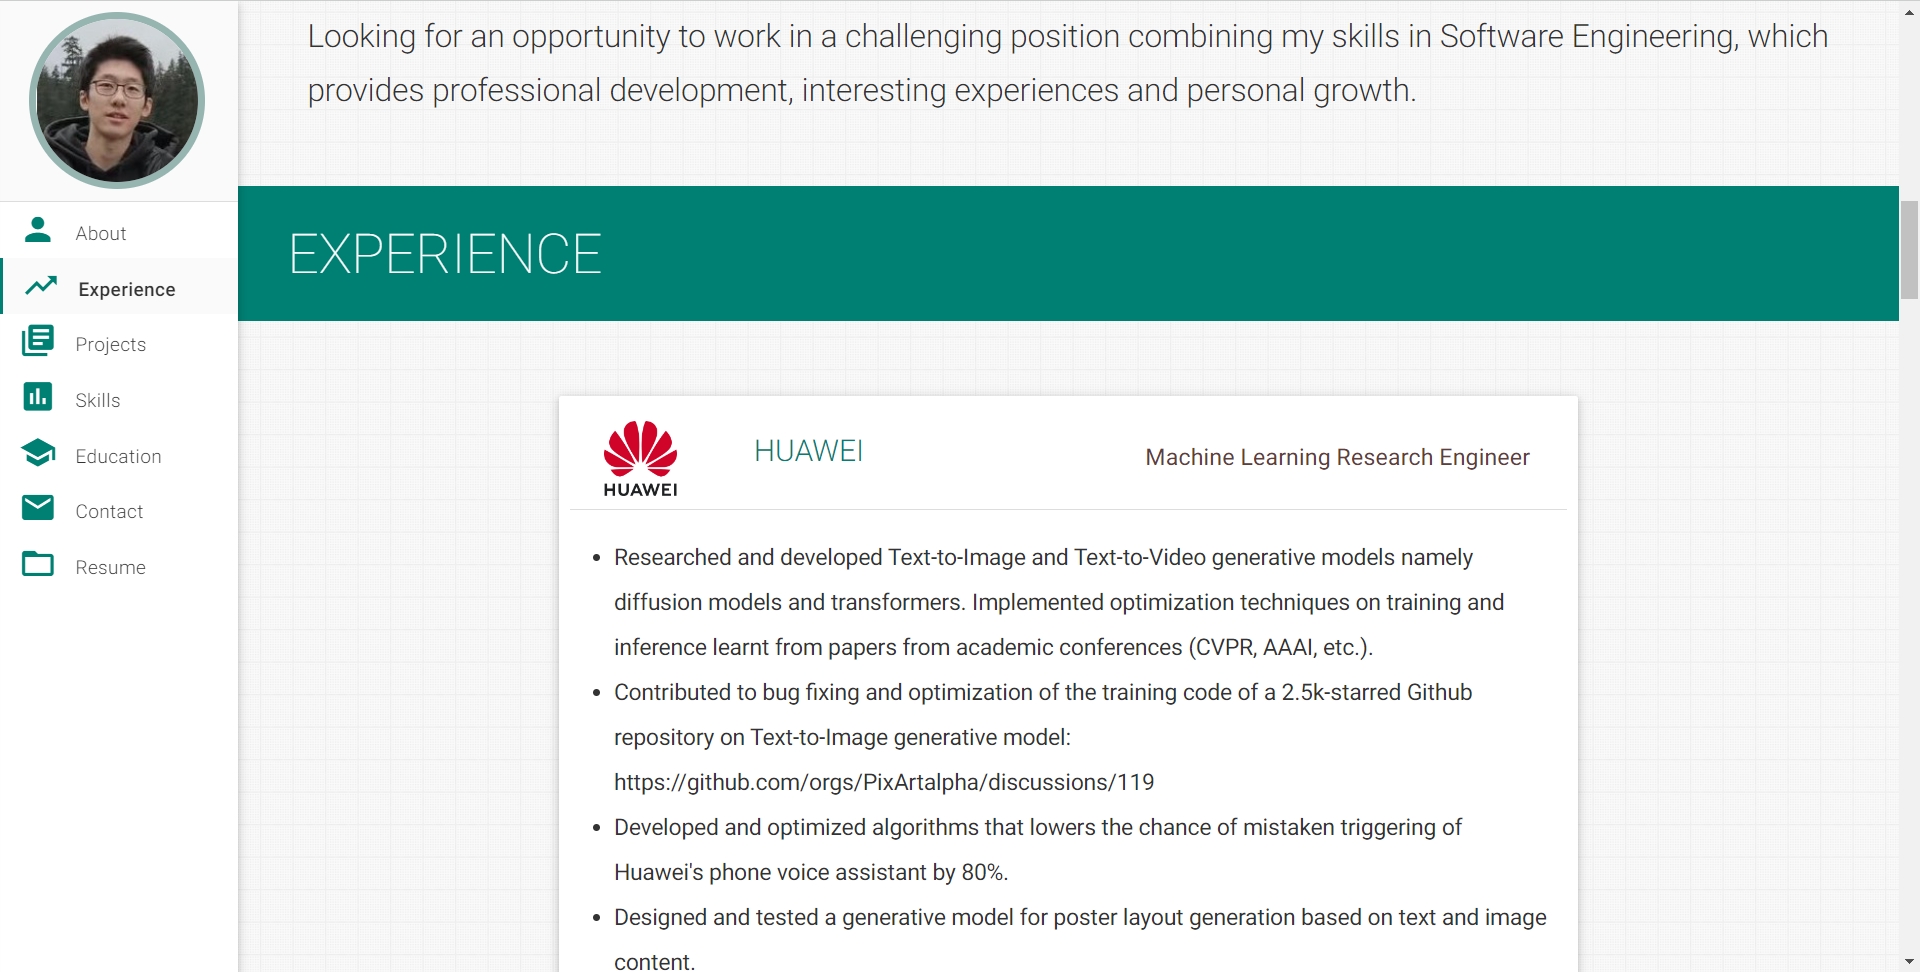 Looking for an opportunity to work in a challenging position combining my skills in Software Engineering, which
provides professional development, interesting experiences and personal growth.
About
Experience
Projects
Skills
Education
Contact
Resume
EXPERIENCE
HUAWEI
HUAWEI
Machine Learning Research Engineer
• Researched and developed Text-to-Image and Text-to-Video generative models namely
diffusion models and transformers. Implemented optimization techniques on training and
inference learnt from papers from academic conferences (CVPR, AAAI, etc.).
• Contributed to bug fixing and optimization of the training code of a 2.5k-starred Github
repository on Text-to-Image generative model:
https://github.com/orgs/PixArtalpha/discussions/119
• Developed and optimized algorithms that lowers the chance of mistaken triggering of
Huawei's phone voice assistant by 80%.
• Designed and tested a generative model for poster layout generation based on text and image
content.